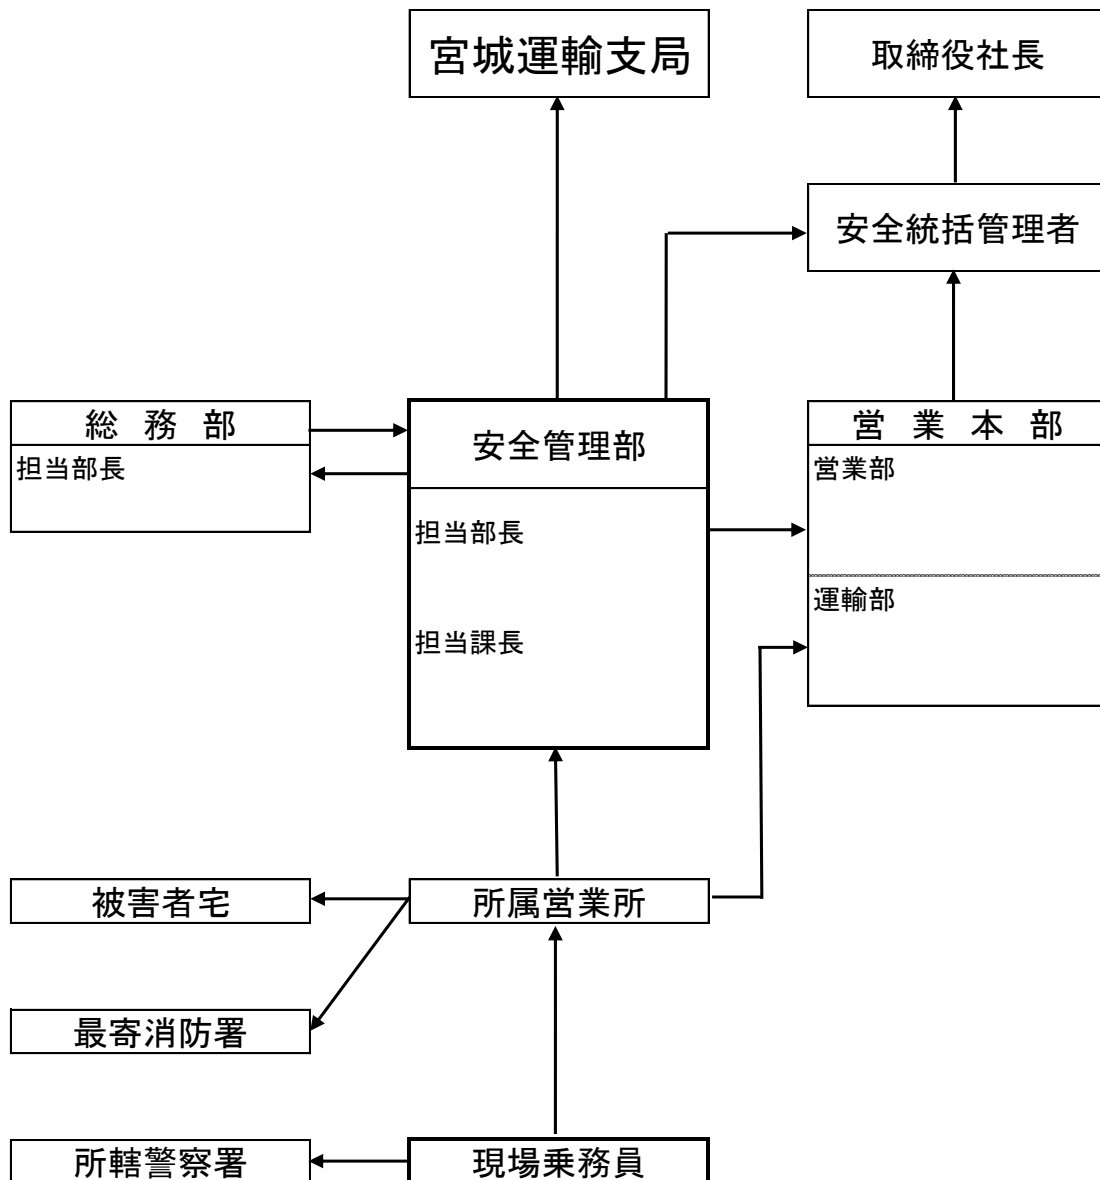 宮城運輸支局
取締役社長
安全統括管理者
総 務 部
担当部長
安全管理部
担当部長
担当課長
営 業 本 部
営業部
運輸部
被害者宅
所属営業所
最寄消防署
所轄警察署
現場乗務員